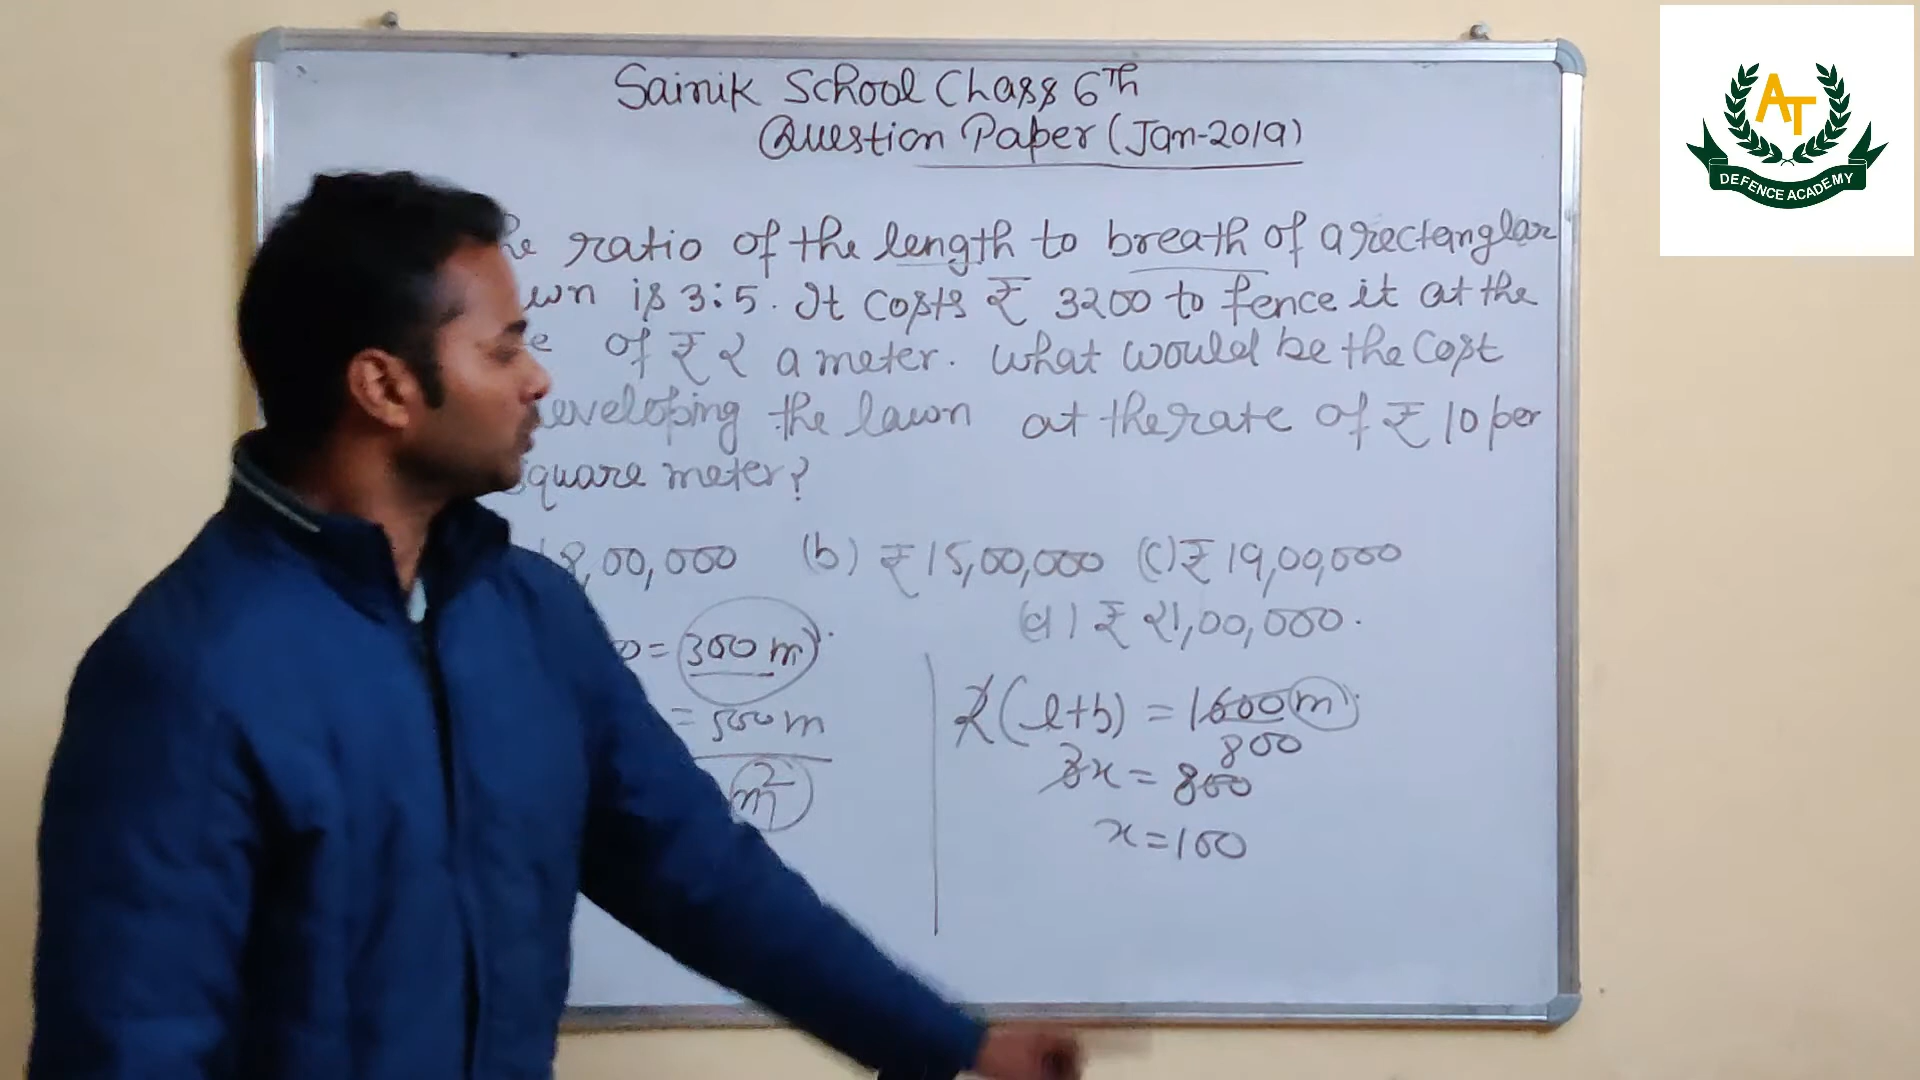 Sainik School Class 6Th
Question Paper (Jan-2019)
AT
DEFENCE ACADEMY
ratio of the length to breath of a rectanglar
is 3:5. It costs ₹ 3200 to fence it at the
of ₹ 2 a meter. What would be the cost
the lawn at the rate of ₹ 10 per
meter?
8,00,000 (b) ₹ 15,00,000 (c) ₹ 19,00,000
(d) ₹ 21,00,000.
= 300 m
= 500 m
m²
2(l+b) = 1600 m
800
8x = 800
x = 100